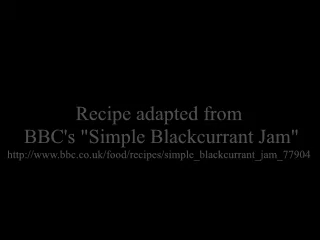 Recipe adapted from
BBC's "Simple Blackcurrant Jam"
http://www.bbc.co.uk/food/recipes/simple_blackcurrant_jam_77904